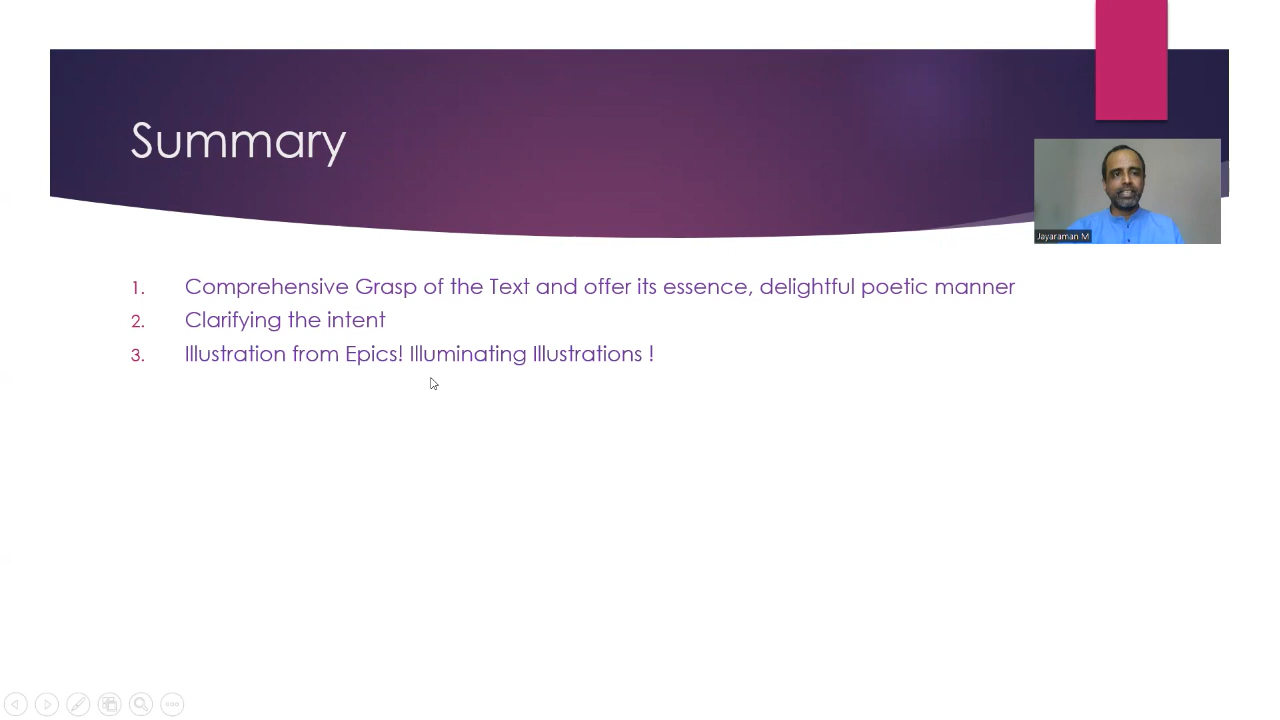 Summary
Jayaraman M
1. Comprehensive Grasp of the Text and offer its essence, delightful poetic manner
2. Clarifying the intent
3. Illustration from Epics! Illuminating Illustrations !